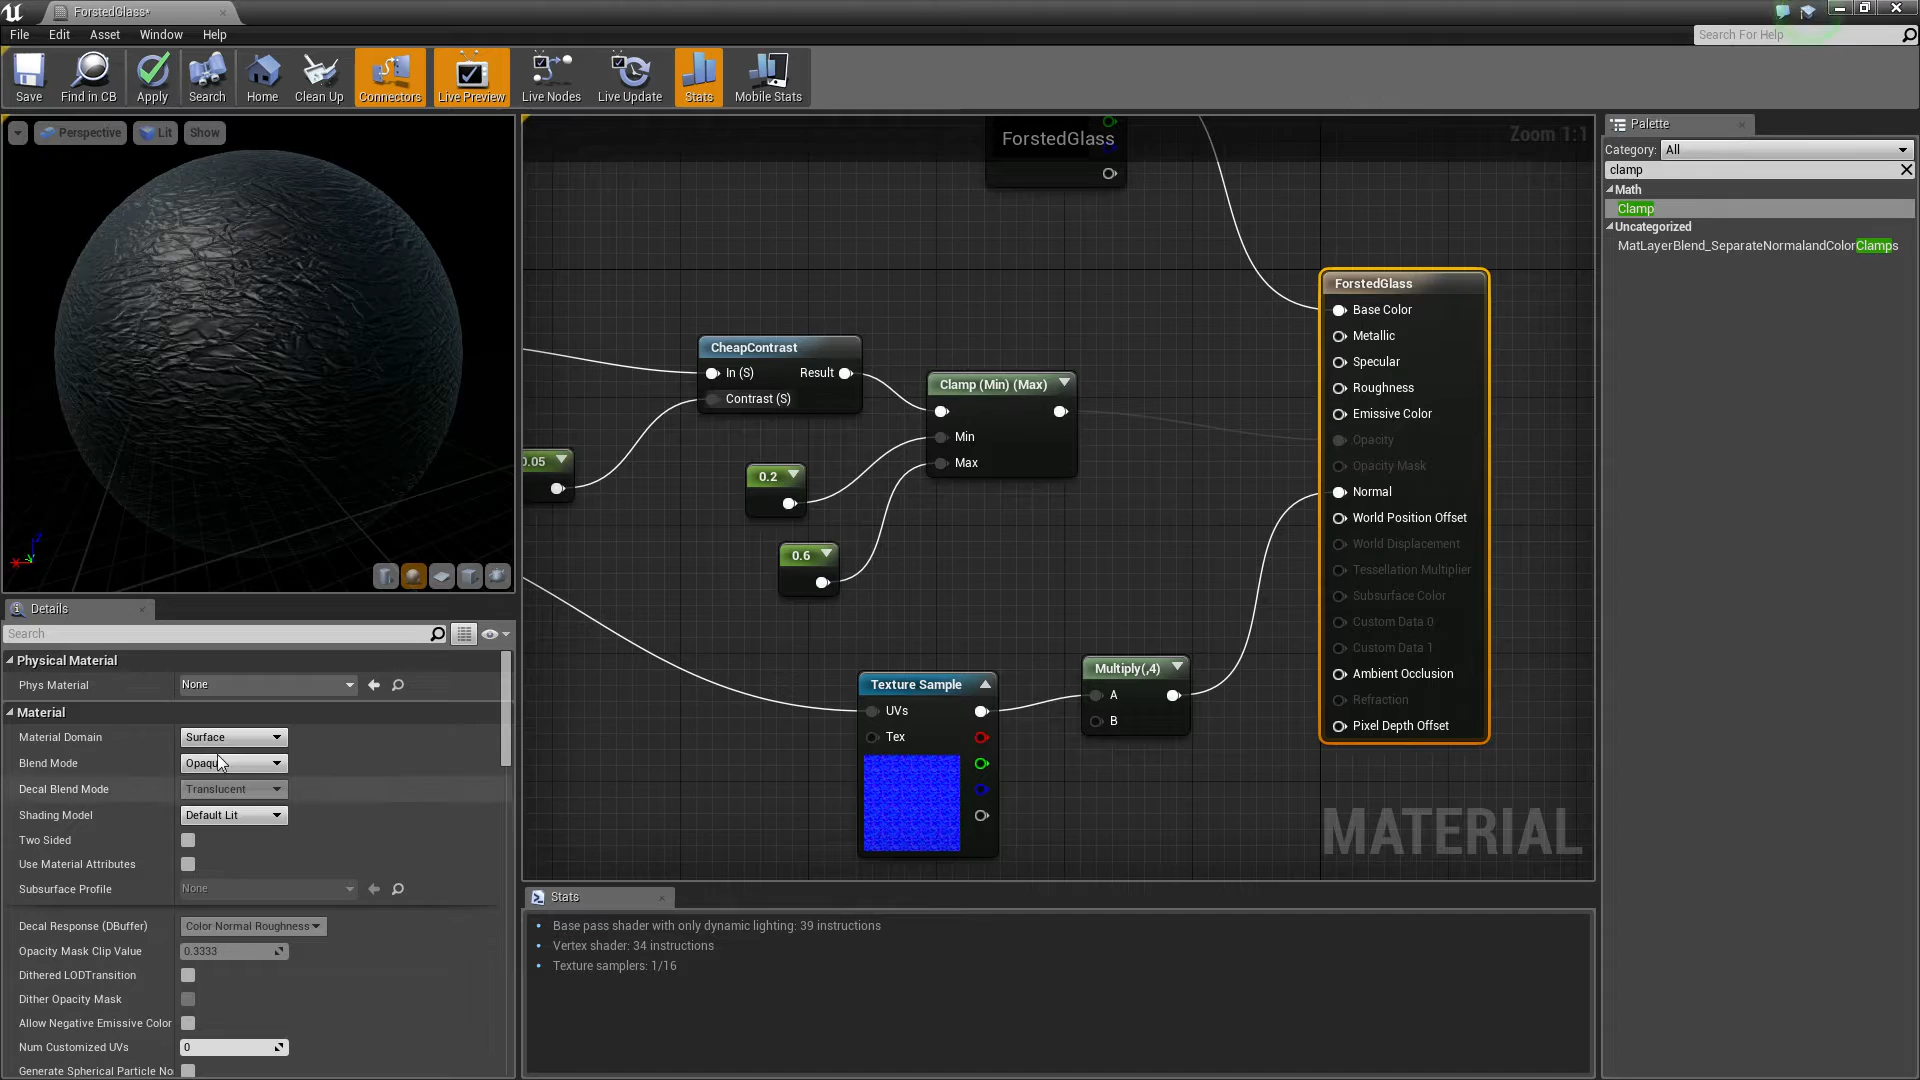 ForstedGlass*
File Edit Asset Window Help
Search For Help
Save Find in CB Apply Search Home Clean Up Connectors Live Preview Live Nodes Live Update Stats Mobile Stats
Perspective Lit Show
ForstedGlass
Zoom 1:1
ForstedGlass
Base Color
Metallic
Specular
Roughness
Emissive Color
Opacity
Opacity Mask
Normal
World Position Offset
World Displacement
Tessellation Multiplier
Subsurface Color
Custom Data 0
Custom Data 1
Ambient Occlusion
Refraction
Pixel Depth Offset
CheapContrast
In (S) Result
Contrast (S)
Clamp (Min) (Max)
Min
Max
0.05
0.2
0.6
Texture Sample
UVs
Tex
Multiply(,4)
A
B
MATERIAL
Palette
Category: All
clamp
Math
Clamp
Uncategorized
MatLayerBlend_SeparateNormalandColorClamps
Details
Search
Physical Material
Phys Material None
Material
Material Domain Surface
Blend Mode
Decal Blend Mode Translucent
Shading Model Default Lit
Two Sided
Use Material Attributes
Subsurface Profile None
Decal Response (DBuffer) Color Normal Roughness
Opacity Mask Clip Value 0.3333
Dithered LODTransition
Dither Opacity Mask
Allow Negative Emissive Color
Num Customized UVs 0
Generate Spherical Particle No
Stats
Base pass shader with only dynamic lighting: 39 instructions
Vertex shader: 34 instructions
Texture samplers: 1/16